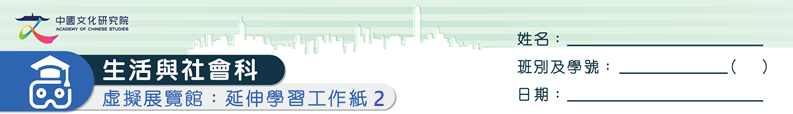 中國文化研究院
ACADEMY OF CHINESE STUDIES
生活與社會科
虛擬展覽館：延伸學習工作紙 2
姓名：
班別及學號：　　　　(　)
日期：